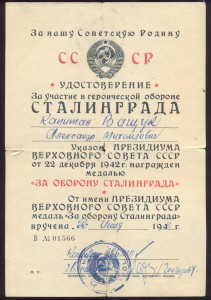 За нашу Советскую Родину
СССР
УДОСТОВЕРЕНИЕ
За участие в героической обороне
СТАЛИНГРАДА
Капитан Ващук
Александр Михайлович
Указом ПРЕЗИДИУМА
ВЕРХОВНОГО СОВЕТА СССР
от 22 декабря 1942 г. награжден
медалью
«ЗА ОБОРОНУ СТАЛИНГРАДА»
От имени ПРЕЗИДИУМА
ВЕРХОВНОГО СОВЕТА СССР
медаль «За оборону Сталинграда»
вручена
194 г.
Б № 01566
М. П.